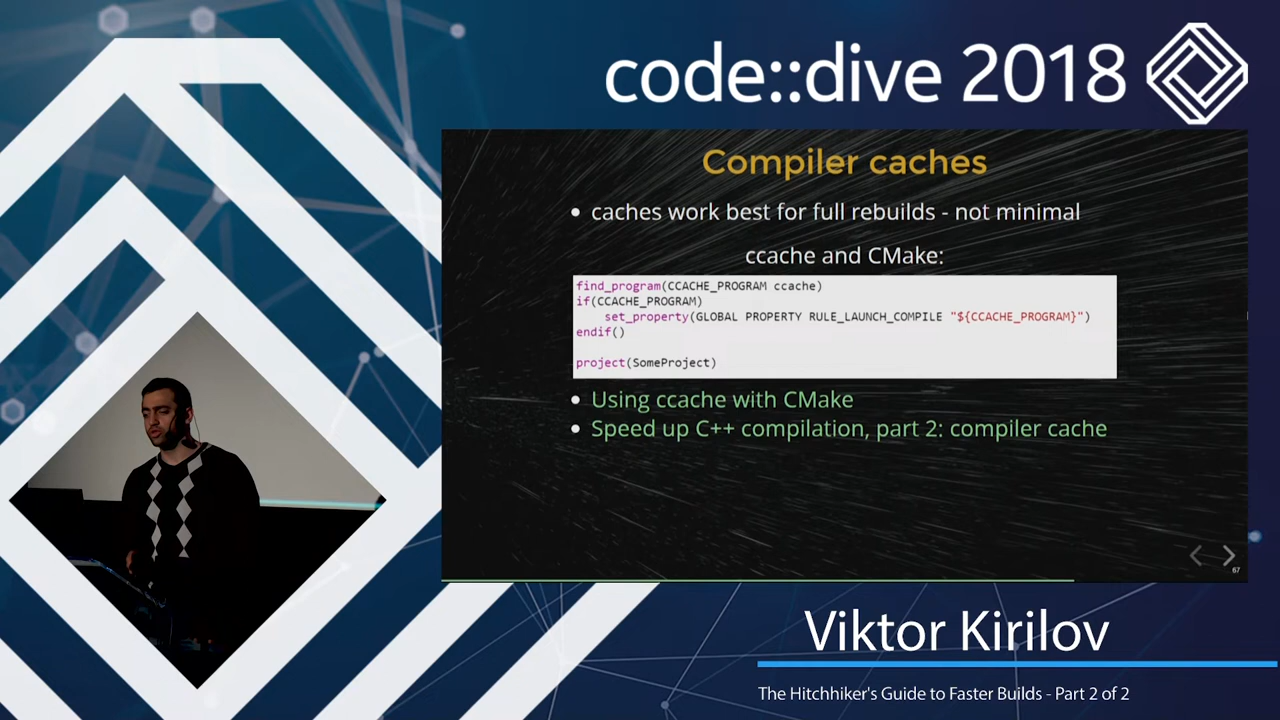 code::dive 2018
Compiler caches
• caches work best for full rebuilds - not minimal
ccache and CMake:
find_program(CCACHE_PROGRAM ccache)
if(CCACHE_PROGRAM)
    set_property(GLOBAL PROPERTY RULE_LAUNCH_COMPILE "${CCACHE_PROGRAM}")
endif()
project(SomeProject)
• Using ccache with CMake
• Speed up C++ compilation, part 2: compiler cache
67
Viktor Kirilov
The Hitchhiker's Guide to Faster Builds - Part 2 of 2